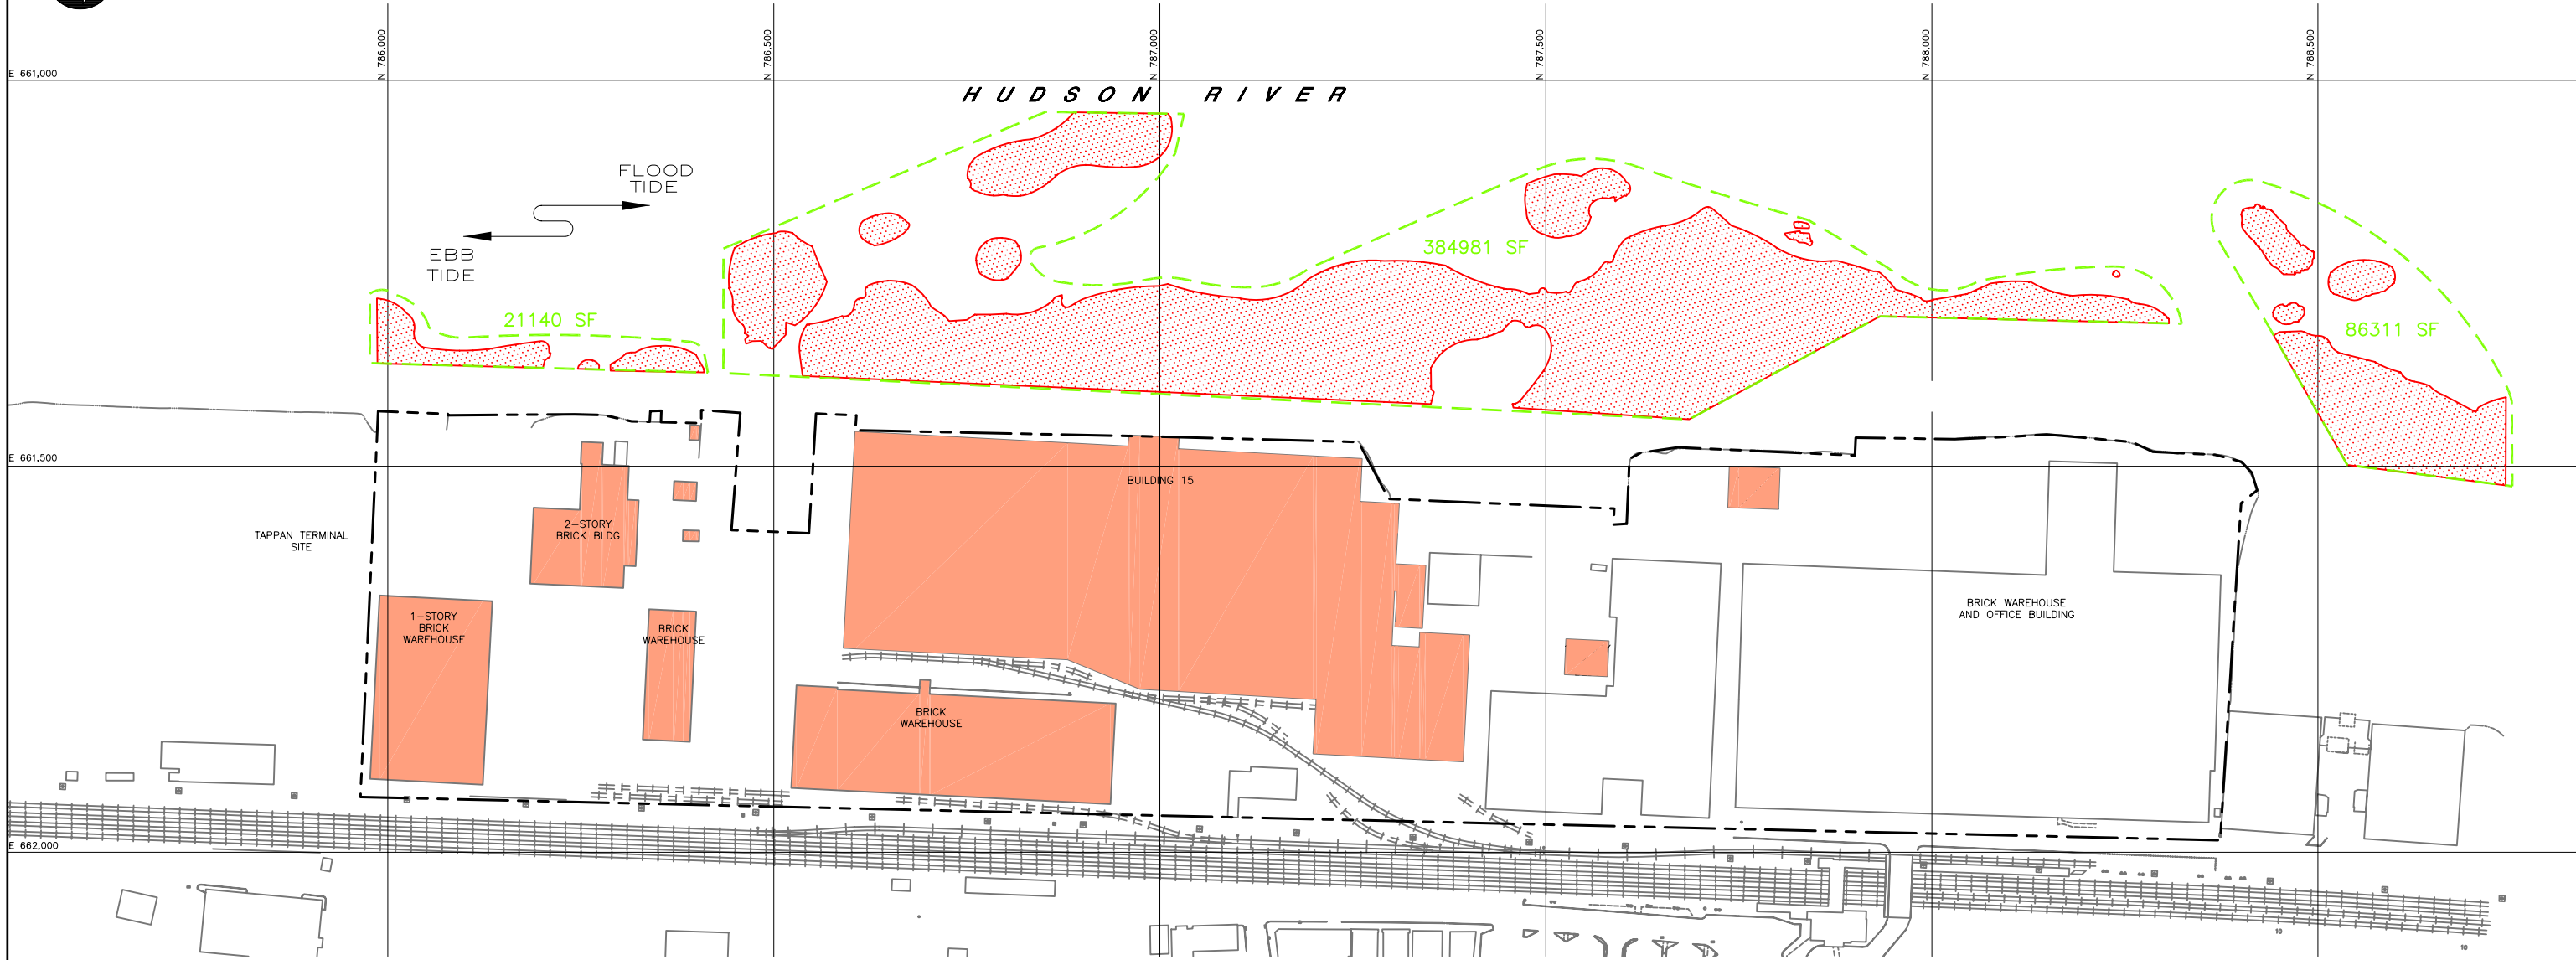 N 786,000
N 786,500
N 787,000
N 787,500
N 788,000
N 788,500
E 661,000
HUDSON RIVER
FLOOD
TIDE
EBB
TIDE
384981 SF
21140 SF
86311 SF
E 661,500
BUILDING 15
2-STORY
BRICK BLDG
TAPPAN TERMINAL
SITE
1-STORY
BRICK
WAREHOUSE
BRICK
WAREHOUSE
BRICK WAREHOUSE
AND OFFICE BUILDING
BRICK
WAREHOUSE
E 662,000
10
10